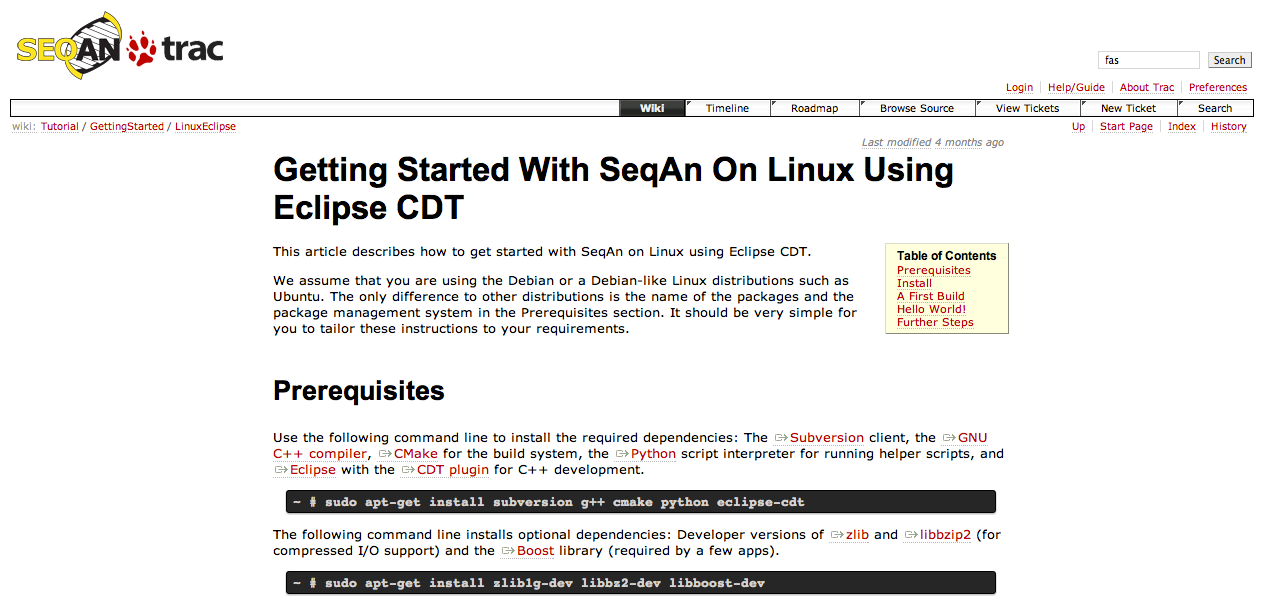 SEQAN trac
fas Search
Login Help/Guide About Trac Preferences
Wiki Timeline Roadmap Browse Source View Tickets New Ticket Search
wiki: Tutorial / GettingStarted / LinuxEclipse
Up Start Page Index History
Last modified 4 months ago
Getting Started With SeqAn On Linux Using
Eclipse CDT
This article describes how to get started with SeqAn on Linux using Eclipse CDT.
We assume that you are using the Debian or a Debian-like Linux distributions such as
Ubuntu. The only difference to other distributions is the name of the packages and the
package management system in the Prerequisites section. It should be very simple for
you to tailor these instructions to your requirements.
Table of Contents
Prerequisites
Install
A First Build
Hello World!
Further Steps
Prerequisites
Use the following command line to install the required dependencies: The Subversion client, the GNU
C++ compiler, CMake for the build system, the Python script interpreter for running helper scripts, and
Eclipse with the CDT plugin for C++ development.
~ # sudo apt-get install subversion g++ cmake python eclipse-cdt
The following command line installs optional dependencies: Developer versions of zlib and libbzip2 (for
compressed I/O support) and the Boost library (required by a few apps).
~ # sudo apt-get install zlib1g-dev libbz2-dev libboost-dev